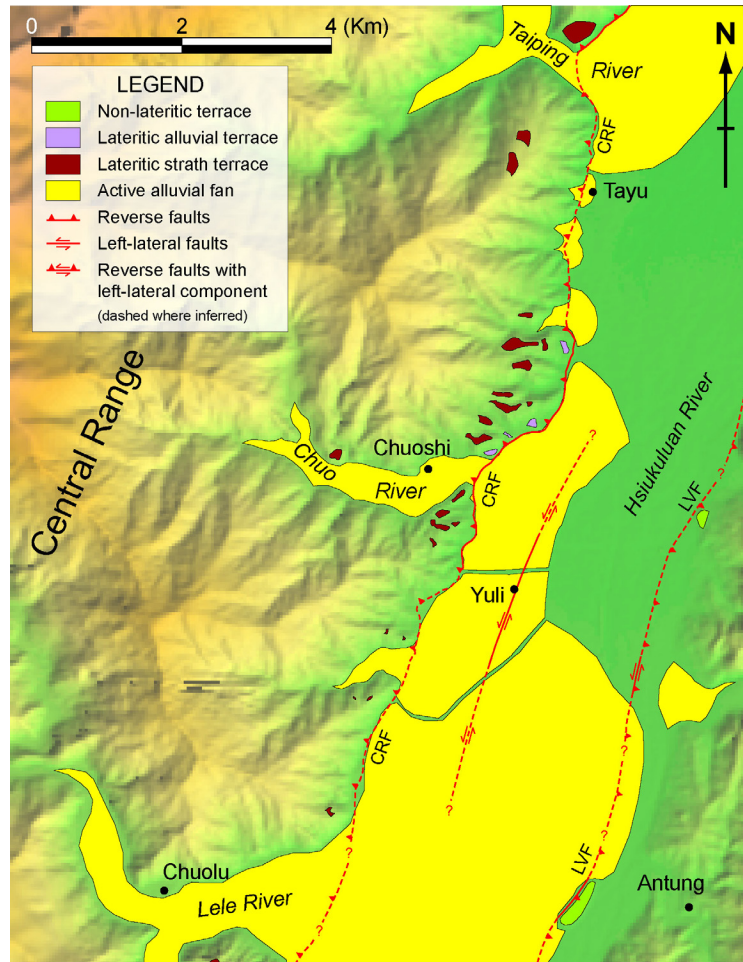 0 2 4 (Km)
LEGEND
Non-lateritic terrace
Lateritic alluvial terrace
Lateritic strath terrace
Active alluvial fan
Reverse faults
Left-lateral faults
Reverse faults with
left-lateral component
(dashed where inferred)
N
Taiping
River
CRF
Tayu
Central Range
Hsiukuluan River
?
Chuoshi
Chuo
River
CRF
LVF
?
Yuli
?
CRF
?
?
?
LVF
Chuolu
Lele River
Antung
?
?